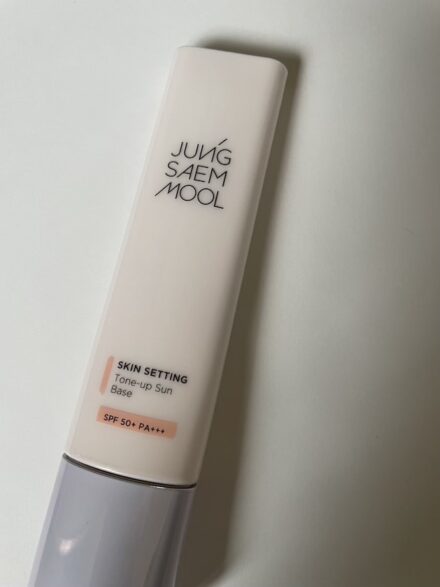 JUNG
SAEM
MOOL
SKIN SETTING
Tone-up Sun
Base
SPF 50+ PA+++